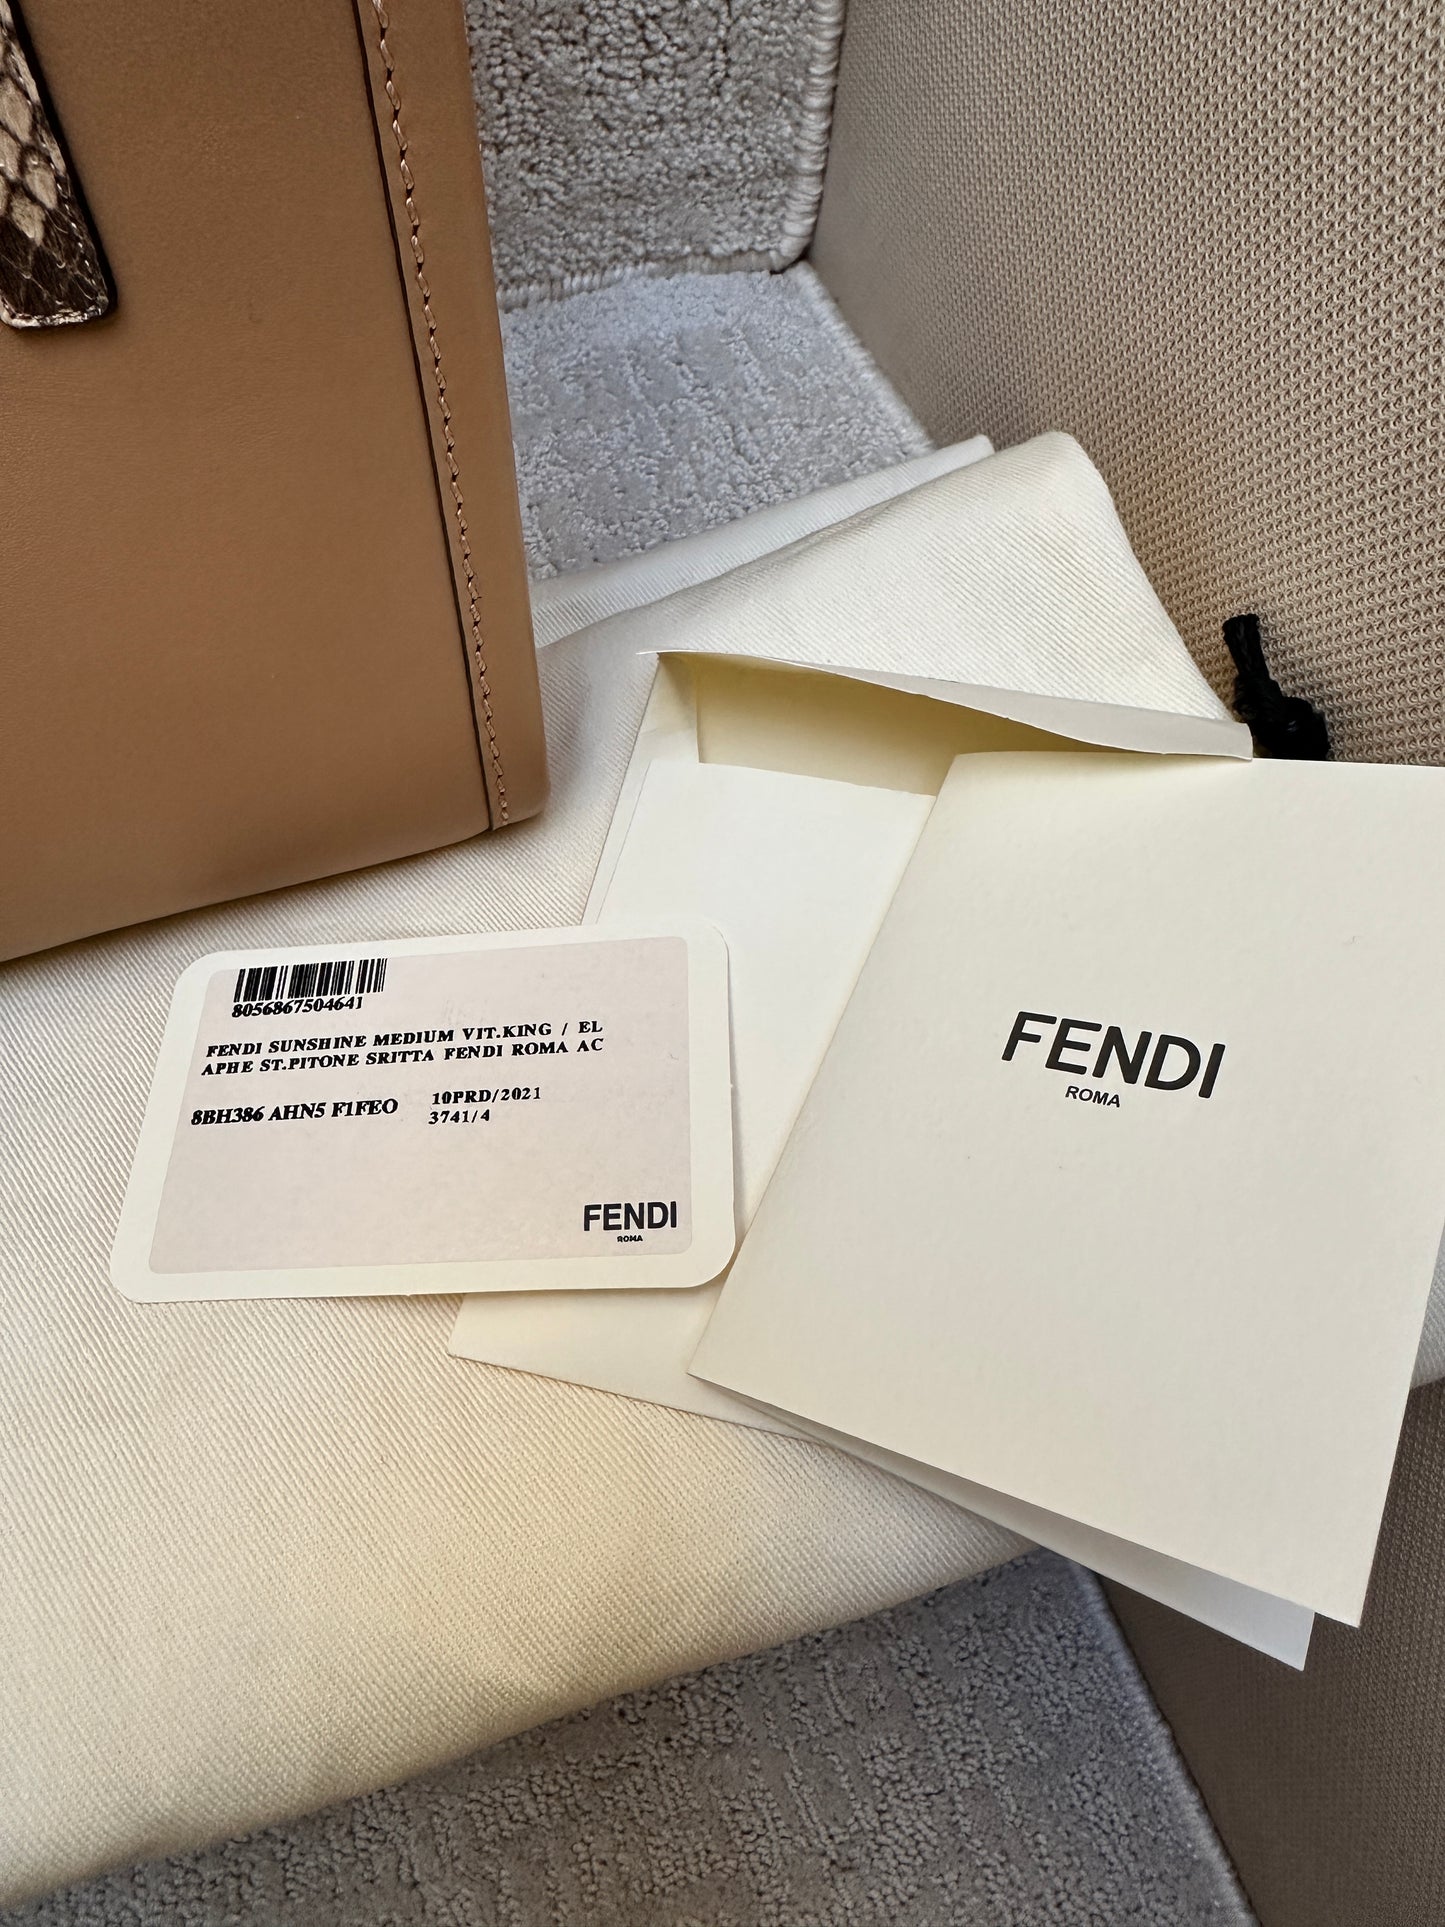 8056867504641
FENDI SUNSHINE MEDIUM VIT.KING / EL
APHE ST.PITONE SRITTA FENDI ROMA AC
8BH386 AHN5 F1FEO
10PRD/2021
3741/4
FENDI
ROMA
FENDI
ROMA